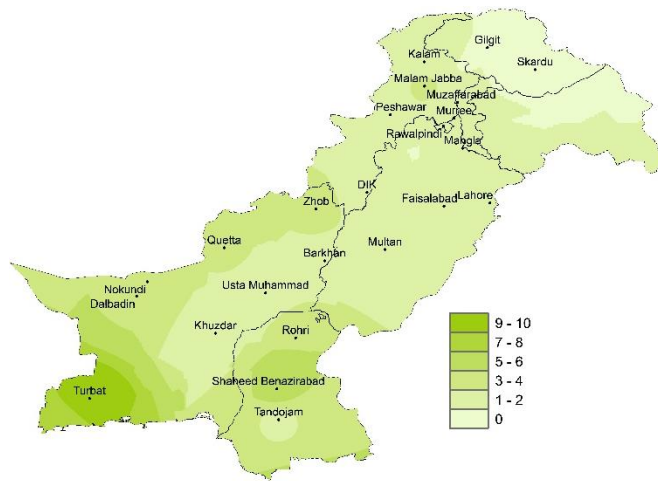 Gilgit
Kalam
Skardu
Malam Jabba
Muzaffarabad
Peshawar
Murree
Rawalpindi
Mangla
DIK
Faisalabad
Lahore
Zhob
Quetta
Barkhan
Multan
Nokundi
Usta Muhammad
Dalbadin
Khuzdar
Rohri
Turbat
Shaheed Benazirabad
Tandojam
9 - 10
7 - 8
5 - 6
3 - 4
1 - 2
0